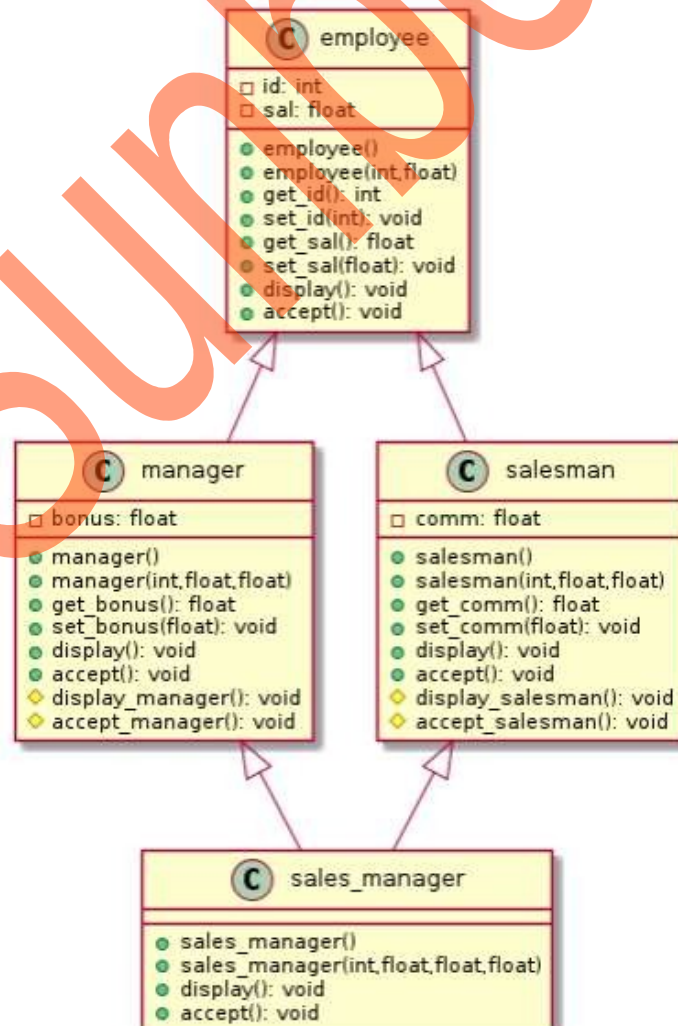 C employee
id: int
sal: float
employee()
employee(int,float)
get_id(): int
set_id(int): void
get_sal(): float
set_sal(float): void
display(): void
accept(): void
C manager
bonus: float
manager()
manager(int,float,float)
get_bonus(): float
set_bonus(float): void
display(): void
accept(): void
display_manager(): void
accept_manager(): void
C salesman
comm: float
salesman()
salesman(int,float,float)
get_comm(): float
set_comm(float): void
display(): void
accept(): void
display_salesman(): void
accept_salesman(): void
C sales_manager
sales_manager()
sales_manager(int,float,float,float)
display(): void
accept(): void